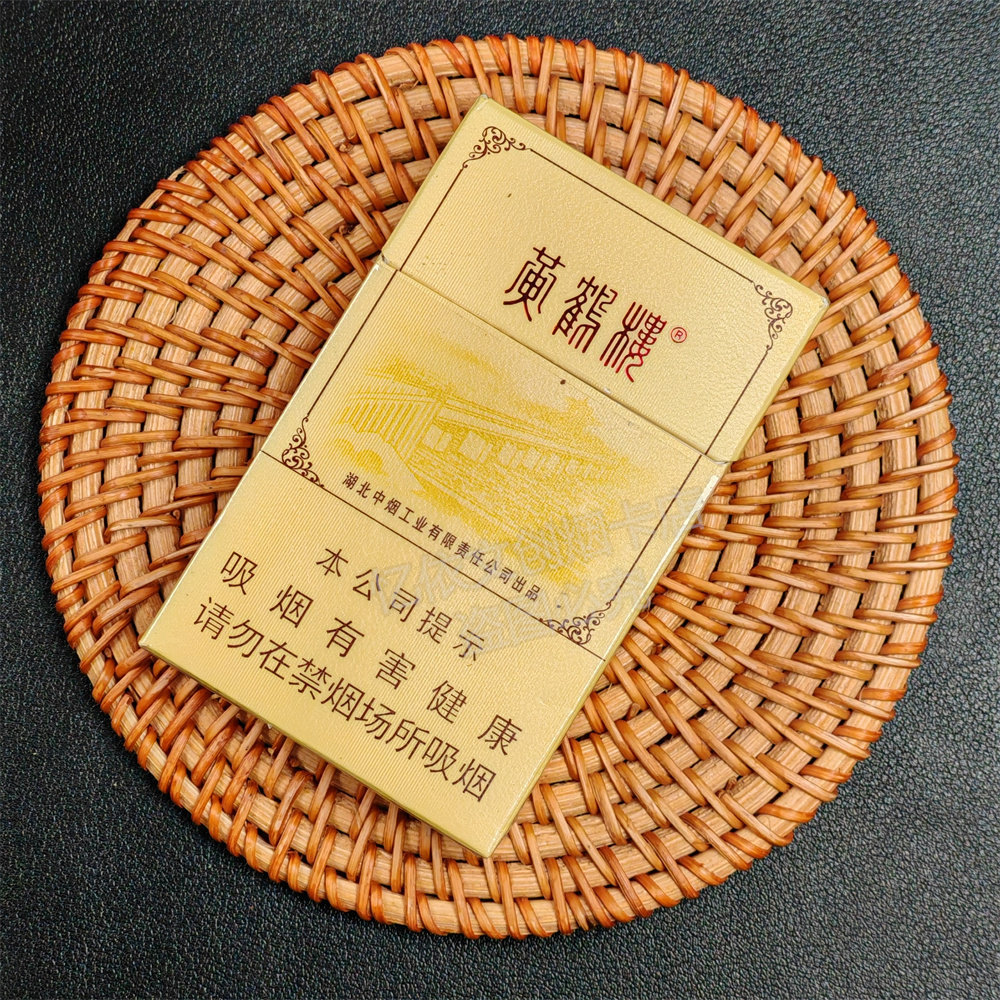 黄鹤楼®
湖北中烟工业有限责任公司出品
本公司提示
吸烟有害健康
请勿在禁烟场所吸烟